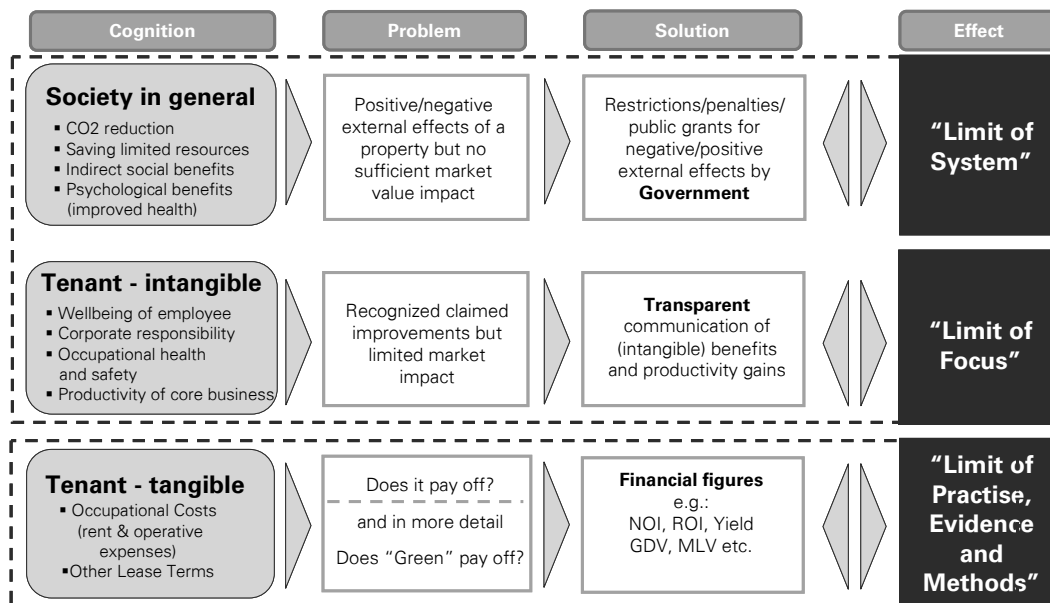 Cognition
Problem
Solution
Effect
Society in general
▪ CO2 reduction
▪ Saving limited resources
▪ Indirect social benefits
▪ Psychological benefits
(improved health)
Positive/negative
external effects of a
property but no
sufficient market
value impact
Restrictions/penalties/
public grants for
negative/positive
external effects by
Government
“Limit of
System”
Tenant - intangible
▪ Wellbeing of employee
▪ Corporate responsibility
▪ Occupational health
and safety
▪ Productivity of core business
Recognized claimed
improvements but
limited market
impact
Transparent
communication of
(intangible) benefits
and productivity gains
“Limit of
Focus”
Tenant - tangible
▪ Occupational Costs
(rent & operative
expenses)
▪Other Lease Terms
Does it pay off?
and in more detail
Does “Green” pay off?
Financial figures
e.g.:
NOI, ROI, Yield
GDV, MLV etc.
“Limit of
Practise,
Evidence
and
Methods”